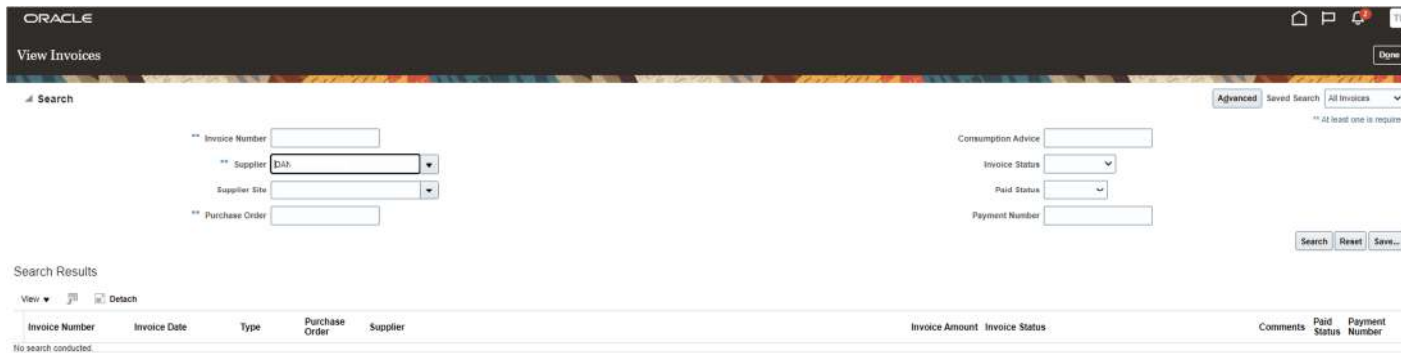 ORACLE
2
View Invoices
Done
Search
Advanced Saved Search All Invoices
** At least one is require
** Invoice Number
Consumption Advice
** Supplier DAN
Invoice Status
Supplier Site
Paid Status
** Purchase Order
Payment Number
Search Reset Save...
Search Results
View Detach
Invoice Number Invoice Date Type Purchase Order Supplier Invoice Amount Invoice Status Comments Paid Status Payment Number
No search conducted.